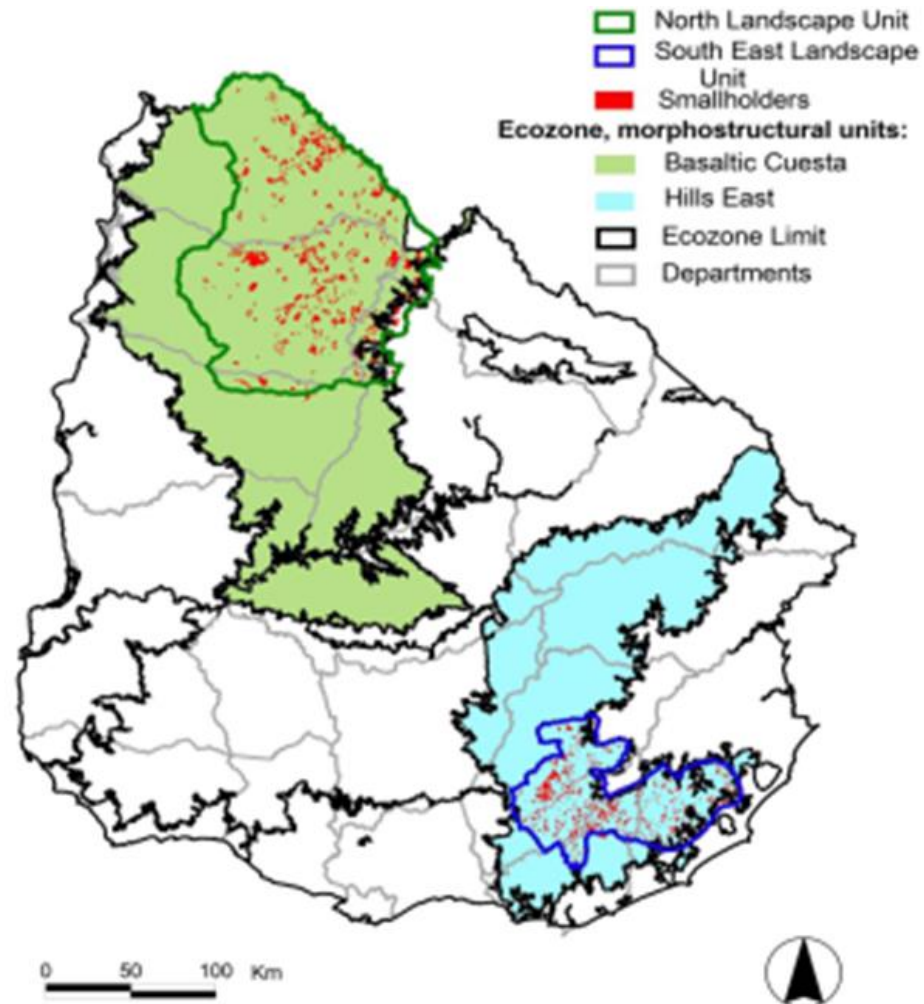 North Landscape Unit
South East Landscape
Unit
Smallholders
Ecozone, morphostructural units:
Basaltic Cuesta
Hills East
Ecozone Limit
Departments
0 50 100 Km